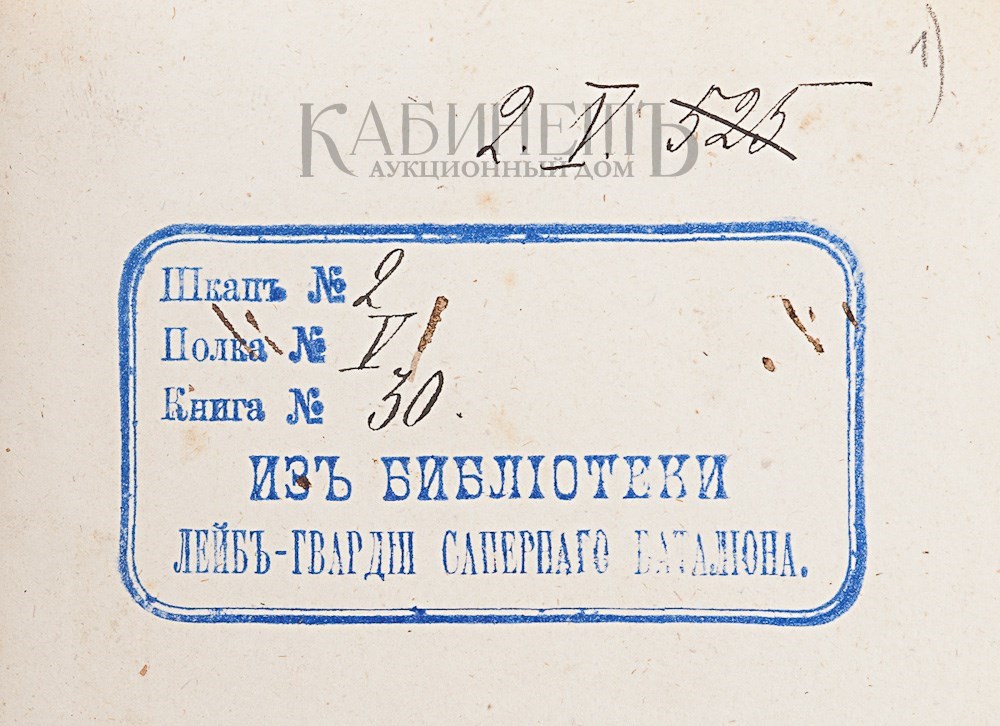 1)
2. V. 525
КАБИНЕТЪ
АУКЦИОННЫЙ ДОМ
Шкапъ № 2
Полка № V
Книга № 30.
ИЗЪ БИБЛІОТЕКИ
ЛЕЙБЪ-ГВАРДІИ САПЕРНАГО БАТАЛІОНА.